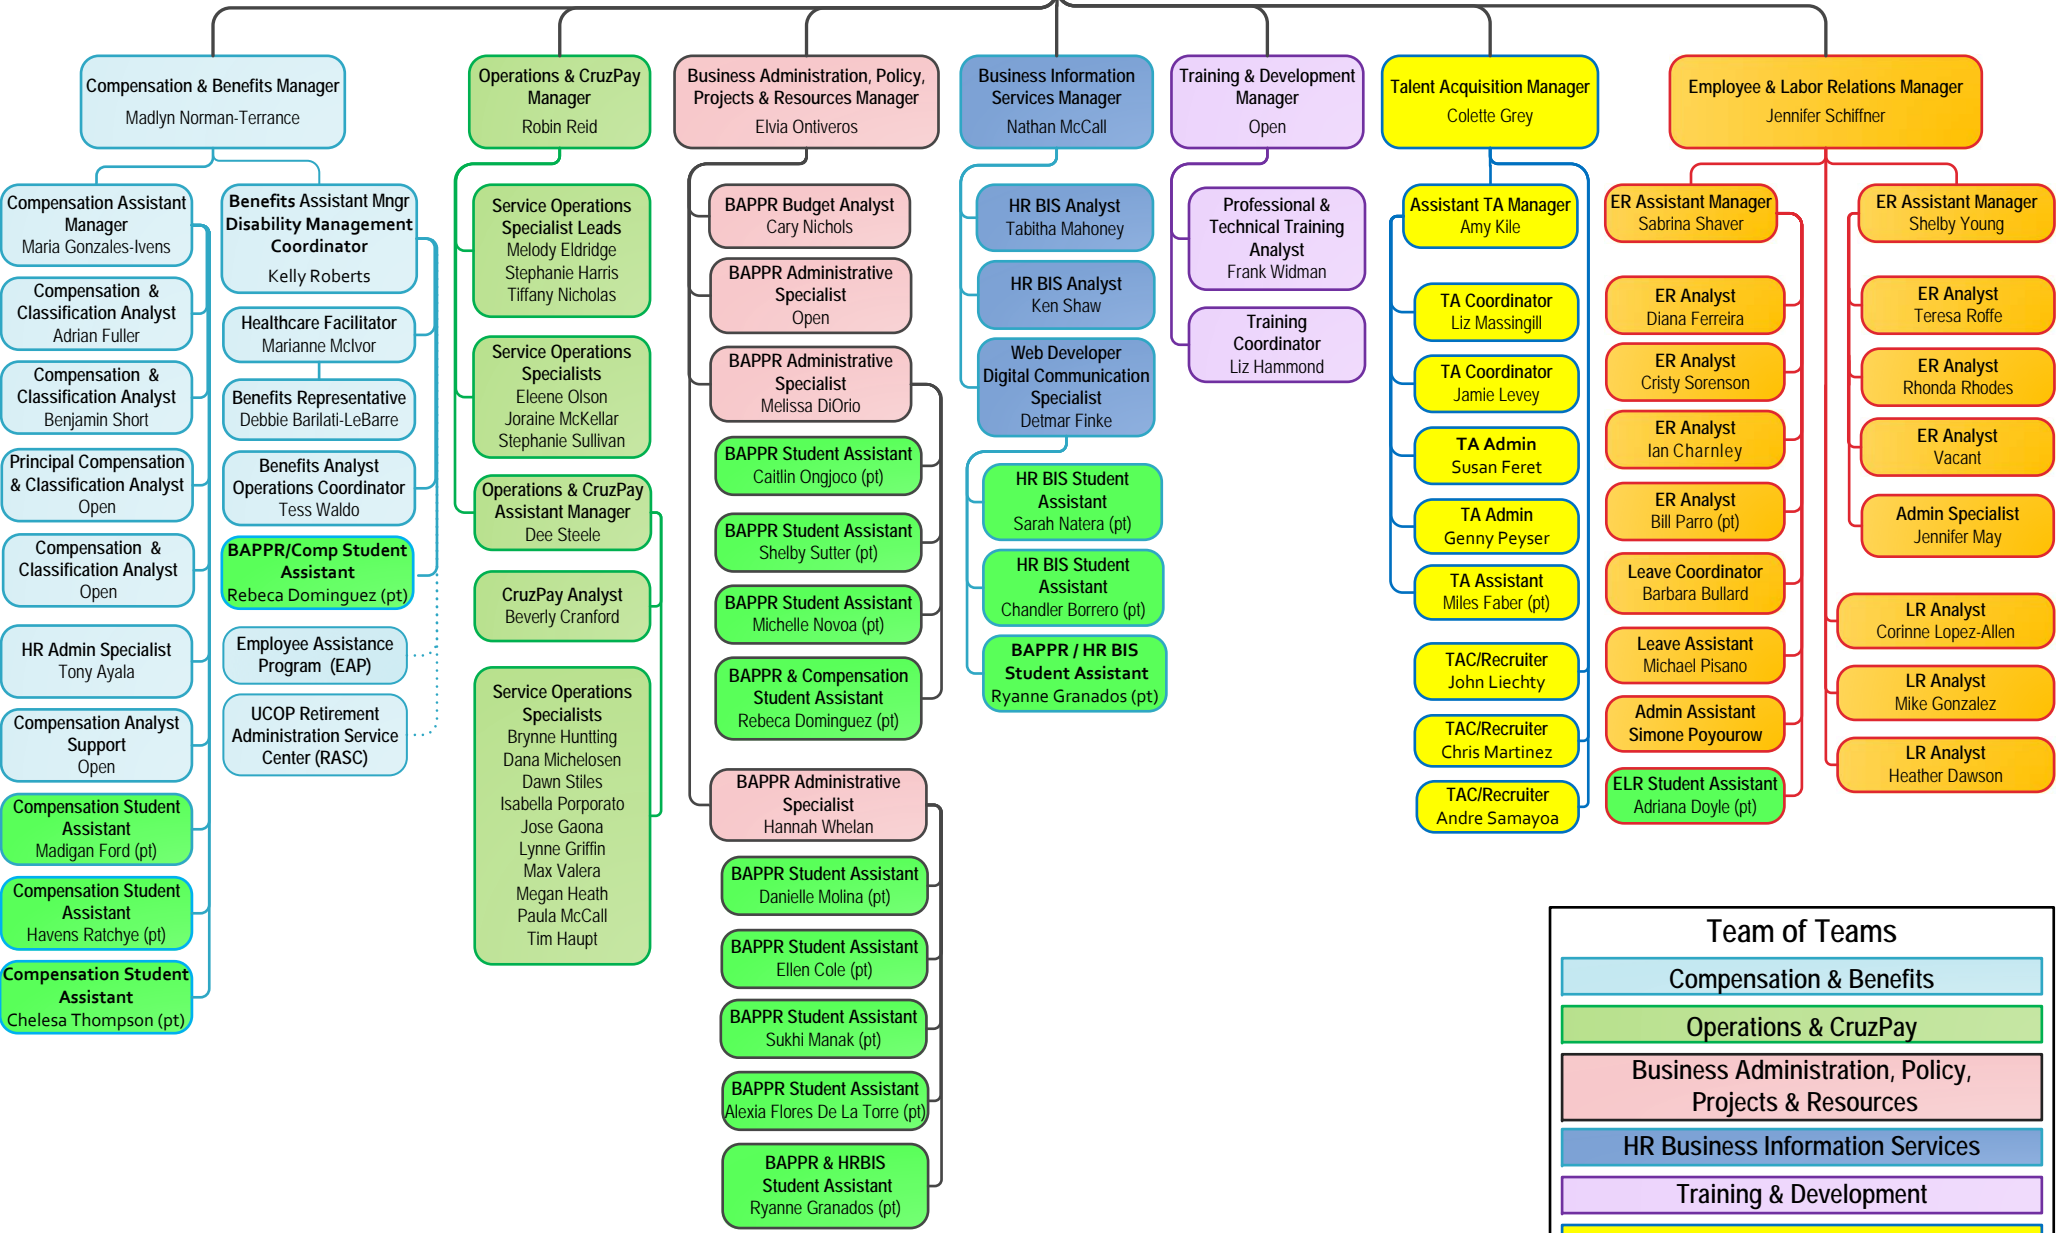 Compensation & Benefits Manager
Madlyn Norman-Terrance
Compensation Assistant
Manager
Maria Gonzales-Ivens
Compensation &
Classification Analyst
Adrian Fuller
Compensation &
Classification Analyst
Benjamin Short
Principal Compensation
& Classification Analyst
Open
Compensation &
Classification Analyst
Open
HR Admin Specialist
Tony Ayala
Compensation Analyst
Support
Open
Compensation Student
Assistant
Madigan Ford (pt)
Compensation Student
Assistant
Havens Ratchye (pt)
Compensation Student
Assistant
Chelesa Thompson (pt)
Benefits Assistant Mngr
Disability Management
Coordinator
Kelly Roberts
Healthcare Facilitator
Marianne McIvor
Benefits Representative
Debbie Barilati-LeBarre
Benefits Analyst
Operations Coordinator
Tess Waldo
BAPPR/Comp Student
Assistant
Rebeca Dominguez (pt)
Employee Assistance
Program (EAP)
UCOP Retirement
Administration Service
Center (RASC)
Operations & CruzPay
Manager
Robin Reid
Service Operations
Specialist Leads
Melody Eldridge
Stephanie Harris
Tiffany Nicholas
Service Operations
Specialists
Eleene Olson
Joraine McKellar
Stephanie Sullivan
Operations & CruzPay
Assistant Manager
Dee Steele
CruzPay Analyst
Beverly Cranford
Service Operations
Specialists
Brynne Huntting
Dana Michelosen
Dawn Stiles
Isabella Porporato
Jose Gaona
Lynne Griffin
Max Valera
Megan Heath
Paula McCall
Tim Haupt
Business Administration, Policy,
Projects & Resources Manager
Elvia Ontiveros
BAPPR Budget Analyst
Cary Nichols
BAPPR Administrative
Specialist
Open
BAPPR Administrative
Specialist
Melissa DiOrio
BAPPR Student Assistant
Caitlin Ongjoco (pt)
BAPPR Student Assistant
Shelby Sutter (pt)
BAPPR Student Assistant
Michelle Novoa (pt)
BAPPR & Compensation
Student Assistant
Rebeca Dominguez (pt)
BAPPR Administrative
Specialist
Hannah Whelan
BAPPR Student Assistant
Danielle Molina (pt)
BAPPR Student Assistant
Ellen Cole (pt)
BAPPR Student Assistant
Sukhi Manak (pt)
BAPPR Student Assistant
Alexia Flores De La Torre (pt)
BAPPR & HRBIS
Student Assistant
Ryanne Granados (pt)
Business Information
Services Manager
Nathan McCall
HR BIS Analyst
Tabitha Mahoney
HR BIS Analyst
Ken Shaw
Web Developer
Digital Communication
Specialist
Detmar Finke
HR BIS Student
Assistant
Sarah Natera (pt)
HR BIS Student
Assistant
Chandler Borrero (pt)
BAPPR / HR BIS
Student Assistant
Ryanne Granados (pt)
Training & Development
Manager
Open
Professional &
Technical Training
Analyst
Frank Widman
Training
Coordinator
Liz Hammond
Talent Acquisition Manager
Colette Grey
Assistant TA Manager
Amy Kile
TA Coordinator
Liz Massingill
TA Coordinator
Jamie Levey
TA Admin
Susan Feret
TA Admin
Genny Peyser
TA Assistant
Miles Faber (pt)
TAC/Recruiter
John Liechty
TAC/Recruiter
Chris Martinez
TAC/Recruiter
Andre Samayoa
Employee & Labor Relations Manager
Jennifer Schiffner
ER Assistant Manager
Sabrina Shaver
ER Analyst
Diana Ferreira
ER Analyst
Cristy Sorenson
ER Analyst
Ian Charnley
ER Analyst
Bill Parro (pt)
Leave Coordinator
Barbara Bullard
Leave Assistant
Michael Pisano
Admin Assistant
Simone Poyourow
ELR Student Assistant
Adriana Doyle (pt)
ER Assistant Manager
Shelby Young
ER Analyst
Teresa Roffe
ER Analyst
Rhonda Rhodes
ER Analyst
Vacant
Admin Specialist
Jennifer May
LR Analyst
Corinne Lopez-Allen
LR Analyst
Mike Gonzalez
LR Analyst
Heather Dawson
Team of Teams
Compensation & Benefits
Operations & CruzPay
Business Administration, Policy,
Projects & Resources
HR Business Information Services
Training & Development